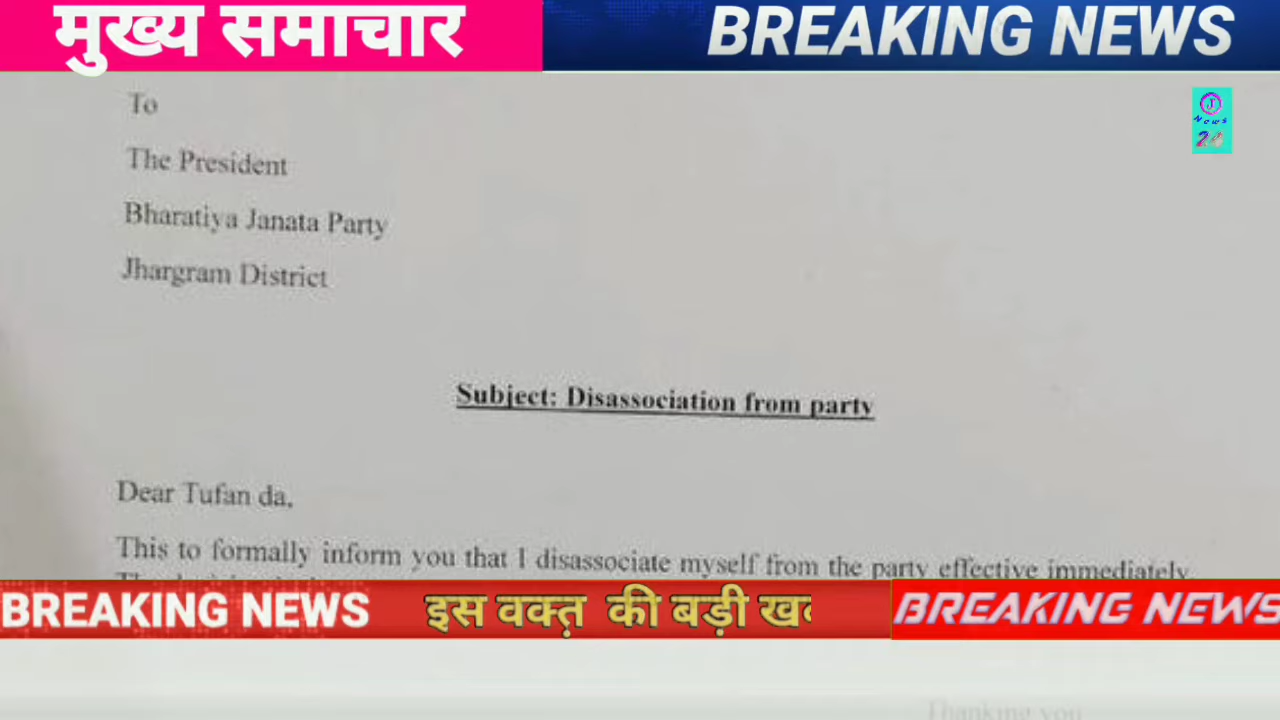 मुख्य समाचार
BREAKING NEWS
J
News
24
To
The President
Bharatiya Janata Party
Jhargram District
Subject: Disassociation from party
Dear Tufan da,
This to formally inform you that I disassociate myself from the party effective immediately.
BREAKING NEWS
इस वक्त़ की बड़ी
BREAKING NEWS
Thanking you